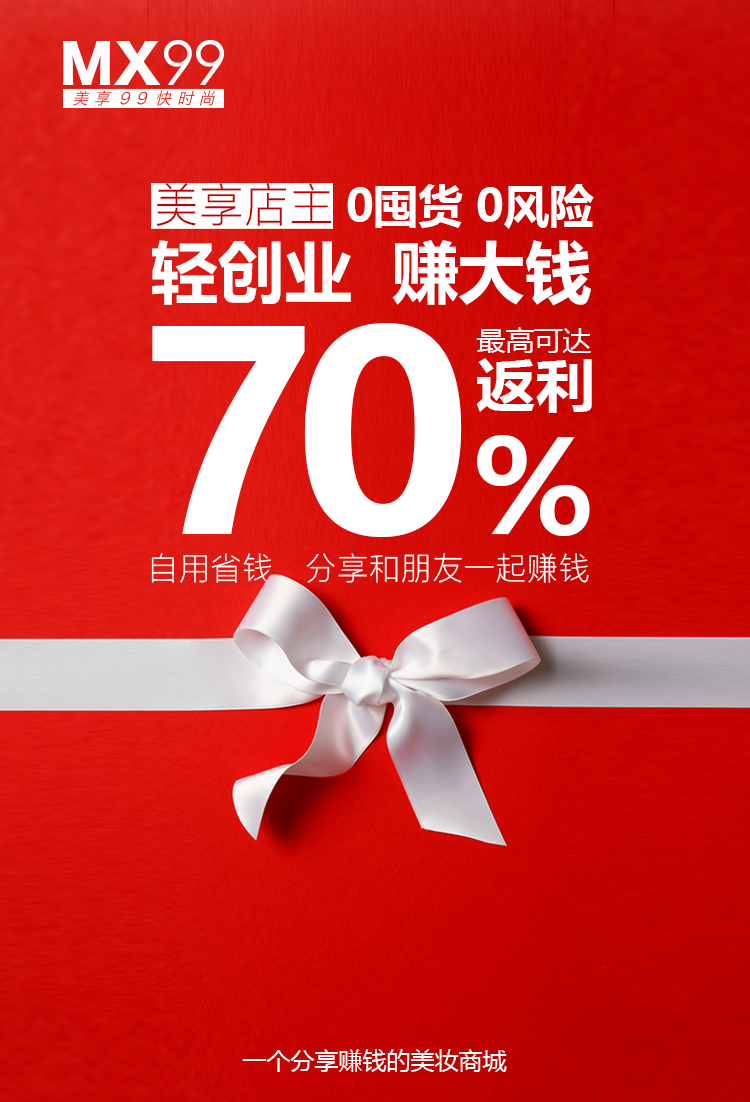 MX99
美享99快时尚
美享店主 0囤货 0风险
轻创业 赚大钱
70%
最高可达
返利
自用省钱 分享和朋友一起赚钱
一个分享赚钱的美妆商城